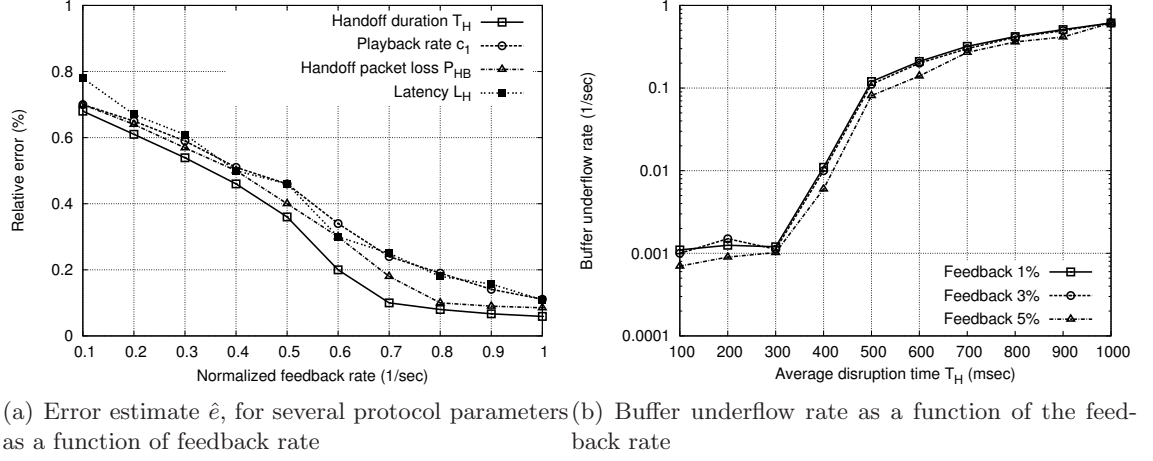 Handoff duration T_H
Playback rate c_1
Handoff packet loss P_HB
Latency L_H
1
0.8
0.6
0.4
0.2
0
Relative error (%)
0.1 0.2 0.3 0.4 0.5 0.6 0.7 0.8 0.9 1
Normalized feedback rate (1/sec)
(a) Error estimate ê, for several protocol parameters
as a function of feedback rate
1
0.1
0.01
0.001
0.0001
Buffer underflow rate (1/sec)
Feedback 1%
Feedback 3%
Feedback 5%
100 200 300 400 500 600 700 800 900 1000
Average disruption time T_H (msec)
(b) Buffer underflow rate as a function of the feed-
back rate